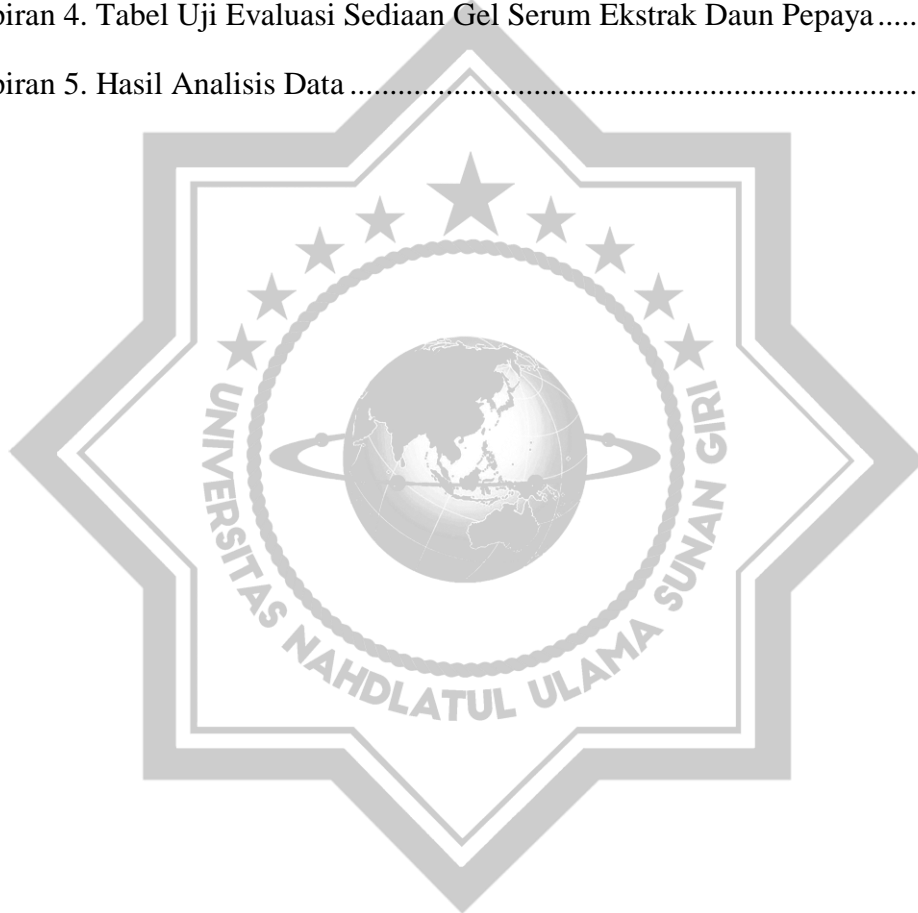 piran 4. Tabel Uji Evaluasi Sediaan Gel Serum Ekstrak Daun Pepaya.....
piran 5. Hasil Analisis Data......................................................................
UNIVERSITAS NAHDLATUL ULAMA SUNAN GIRI